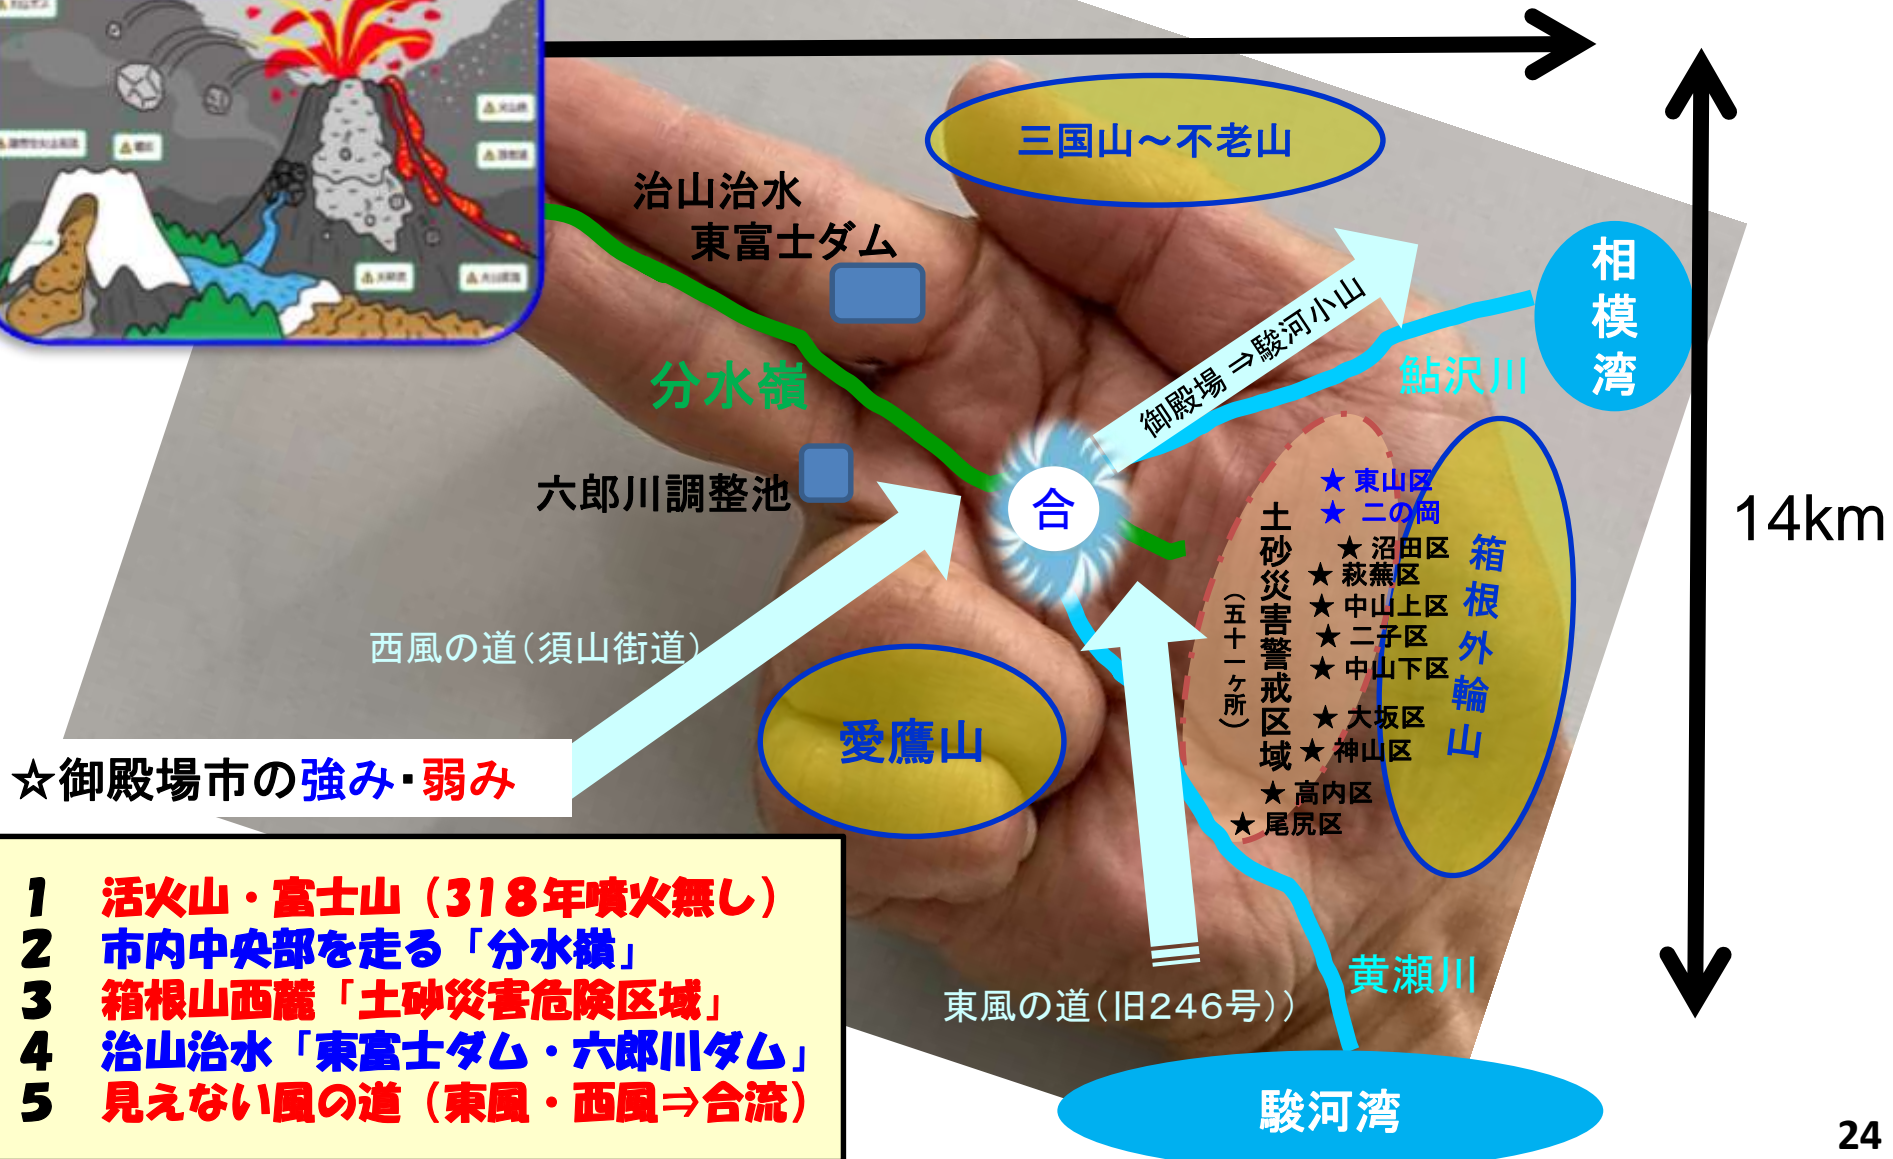 三国山～不老山
治山治水
東富士ダム
相模湾
御殿場⇒駿河小山
鮎沢川
分水嶺
六郎川調整池
合
14km
★ 東山区
★ 二の岡
★ 沼田区
★ 萩蕪区
★ 中山上区
★ 二子区
★ 中山下区
★ 大坂区
★ 神山区
★ 高内区
★ 尾尻区
土砂災害警戒区域
（五十一ヶ所）
箱根外輪山
西風の道（須山街道）
愛鷹山
☆御殿場市の強み・弱み
1 活火山・富士山（318年噴火無し）
2 市内中央部を走る「分水嶺」
3 箱根山西麓「土砂災害危険区域」
4 治山治水「東富士ダム・六郎川ダム」
5 見えない風の道（東風・西風⇒合流）
東風の道（旧246号））
黄瀬川
駿河湾
24